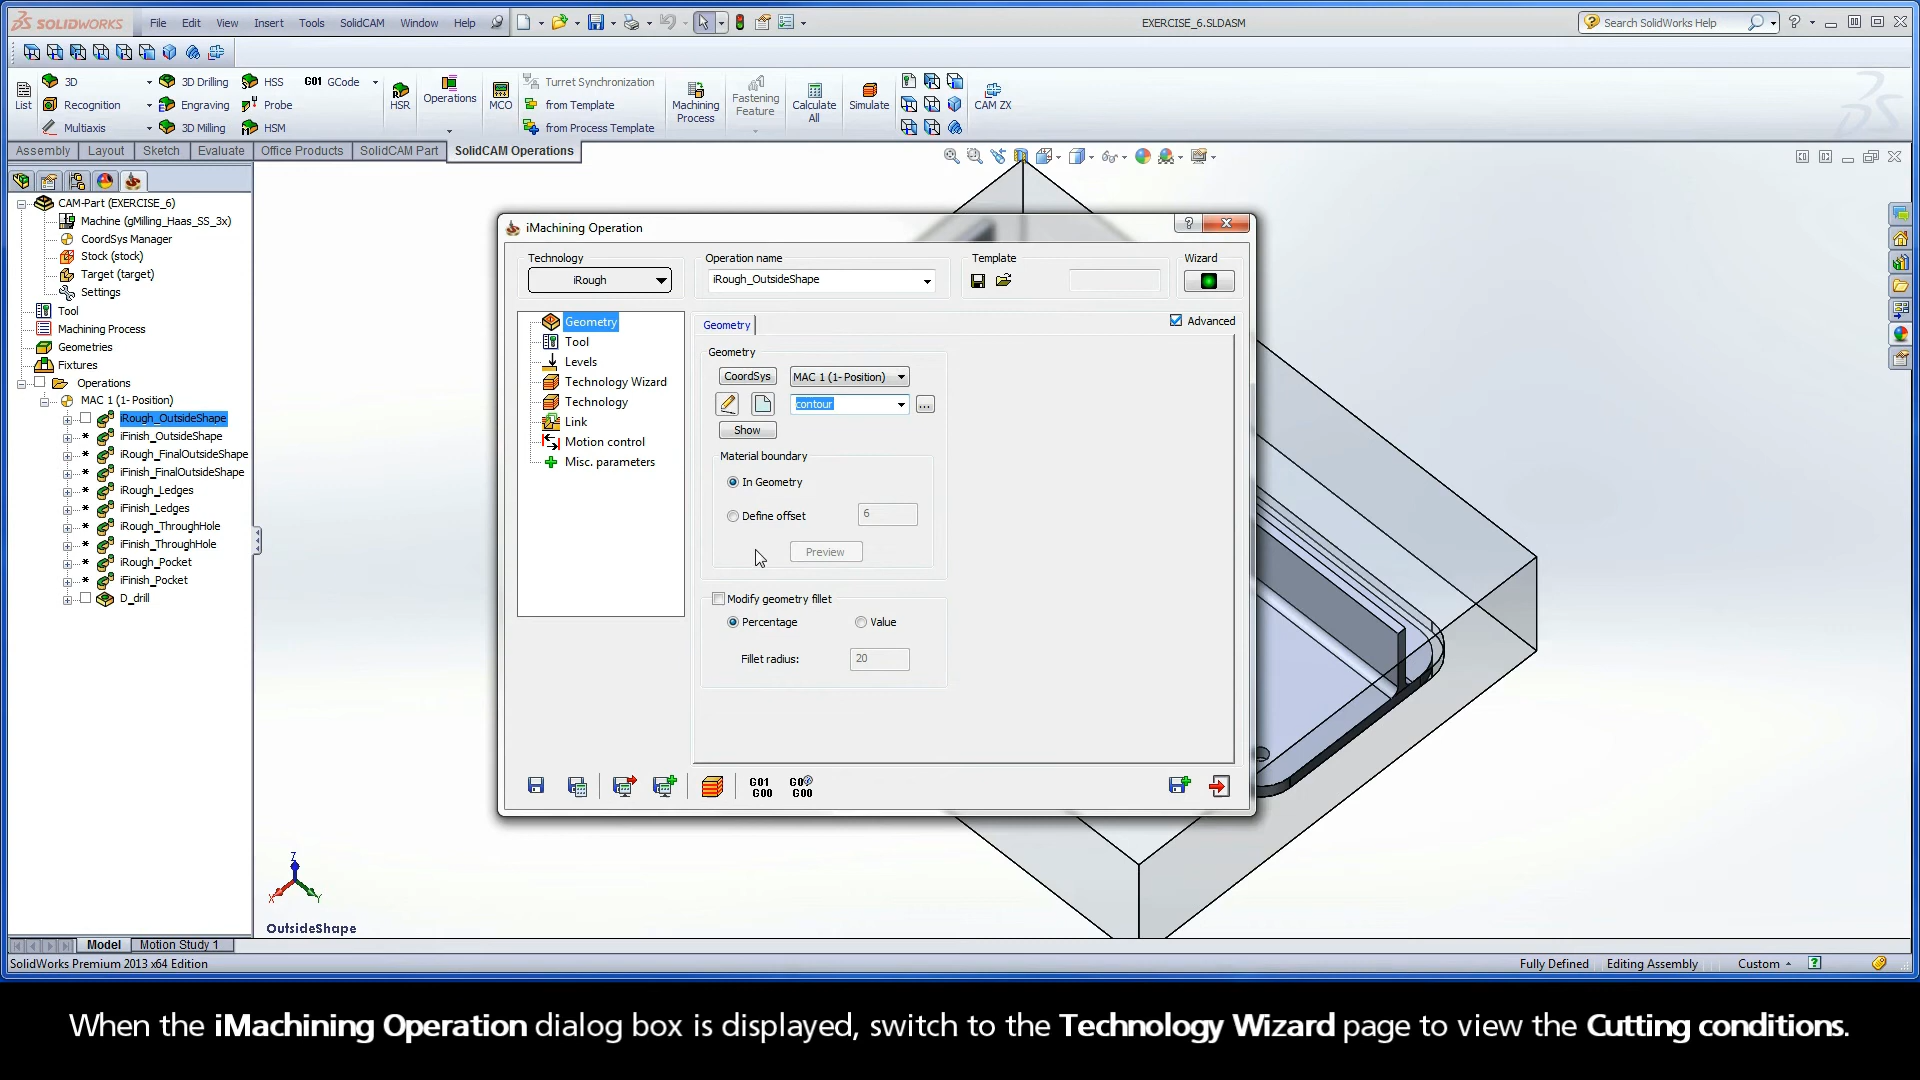 SOLIDWORKS File Edit View Insert Tools SolidCAM Window Help EXERCISE_6.SLDASM Search SolidWorks Help
3D 3D Drilling HSS G01 GCode Turret Synchronization
Recognition Engraving Probe from Template
Multiaxis 3D Milling HSM from Process Template
List HSR Operations MCO Machining Process Fastening Feature Calculate All Simulate CAM ZX
Assembly Layout Sketch Evaluate Office Products SolidCAM Part SolidCAM Operations
CAM-Part (EXERCISE_6)
Machine (gMilling_Haas_SS_3x)
CoordSys Manager
Stock (stock)
Target (target)
Settings
Tool
Machining Process
Geometries
Fixtures
Operations
MAC 1 (1- Position)
iRough_OutsideShape
* iFinish_OutsideShape
* iRough_FinalOutsideShape
* iFinish_FinalOutsideShape
* iRough_Ledges
* iFinish_Ledges
* iRough_ThroughHole
* iFinish_ThroughHole
* iRough_Pocket
* iFinish_Pocket
D_drill
iMachining Operation
Technology Operation name Template Wizard
iRough iRough_OutsideShape
Geometry
Tool
Levels
Technology Wizard
Technology
Link
Motion control
Misc. parameters
Geometry Advanced
Geometry
CoordSys MAC 1 (1- Position)
contour ...
Show
Material boundary
In Geometry
Define offset 6
Preview
Modify geometry fillet
Percentage Value
Fillet radius: 20
G01 G00
G0 G00
Z
X
Y
OutsideShape
Model Motion Study 1
SolidWorks Premium 2013 x64 Edition Fully Defined Editing Assembly Custom
When the iMachining Operation dialog box is displayed, switch to the Technology Wizard page to view the Cutting conditions.